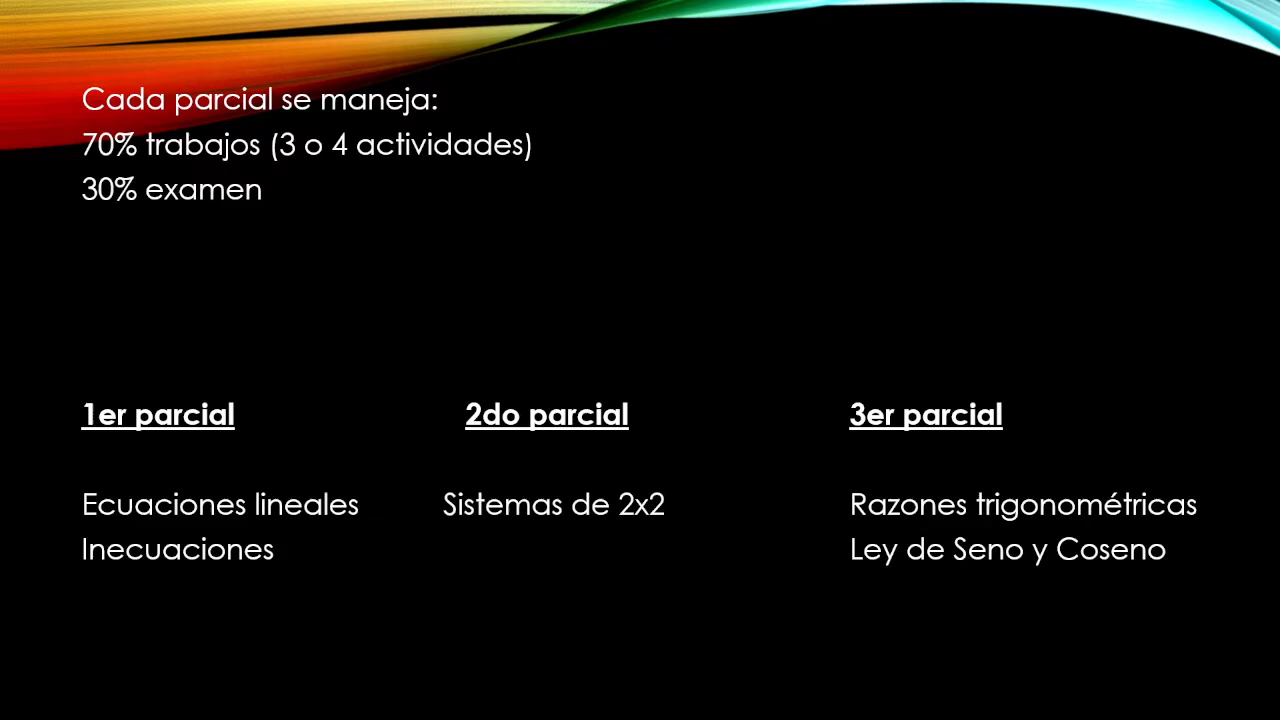 Cada parcial se maneja:
70% trabajos (3 o 4 actividades)
30% examen
1er parcial
Ecuaciones lineales
Inecuaciones
2do parcial
Sistemas de 2x2
3er parcial
Razones trigonométricas
Ley de Seno y Coseno